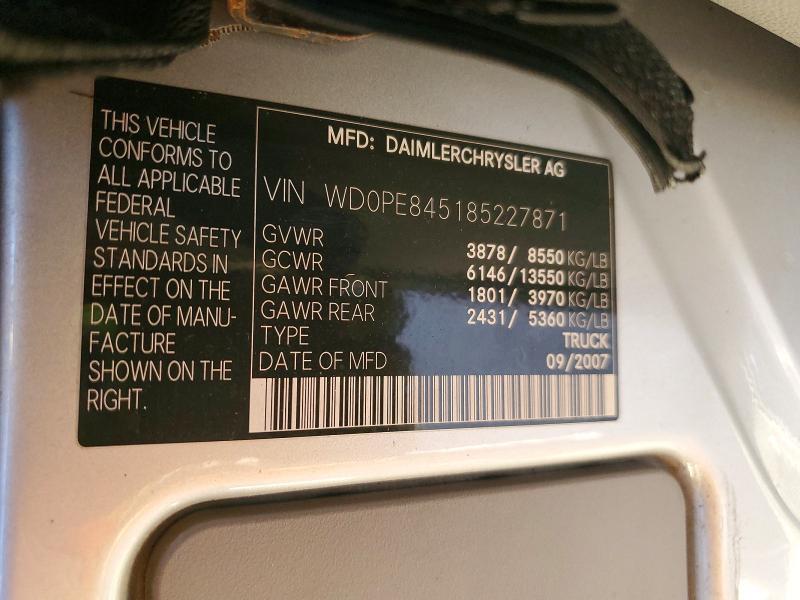 THIS VEHICLE
CONFORMS TO
ALL APPLICABLE
FEDERAL
VEHICLE SAFETY
STANDARDS IN
EFFECT ON THE
DATE OF MANU-
FACTURE
SHOWN ON THE
RIGHT.
MFD: DAIMLERCHRYSLER AG
VIN WD0PE845185227871
GVWR 3878/ 8550 KG/LB
GCWR 6146/13550 KG/LB
GAWR FRONT 1801/ 3970 KG/LB
GAWR REAR 2431/ 5360 KG/LB
TYPE TRUCK
DATE OF MFD 09/2007